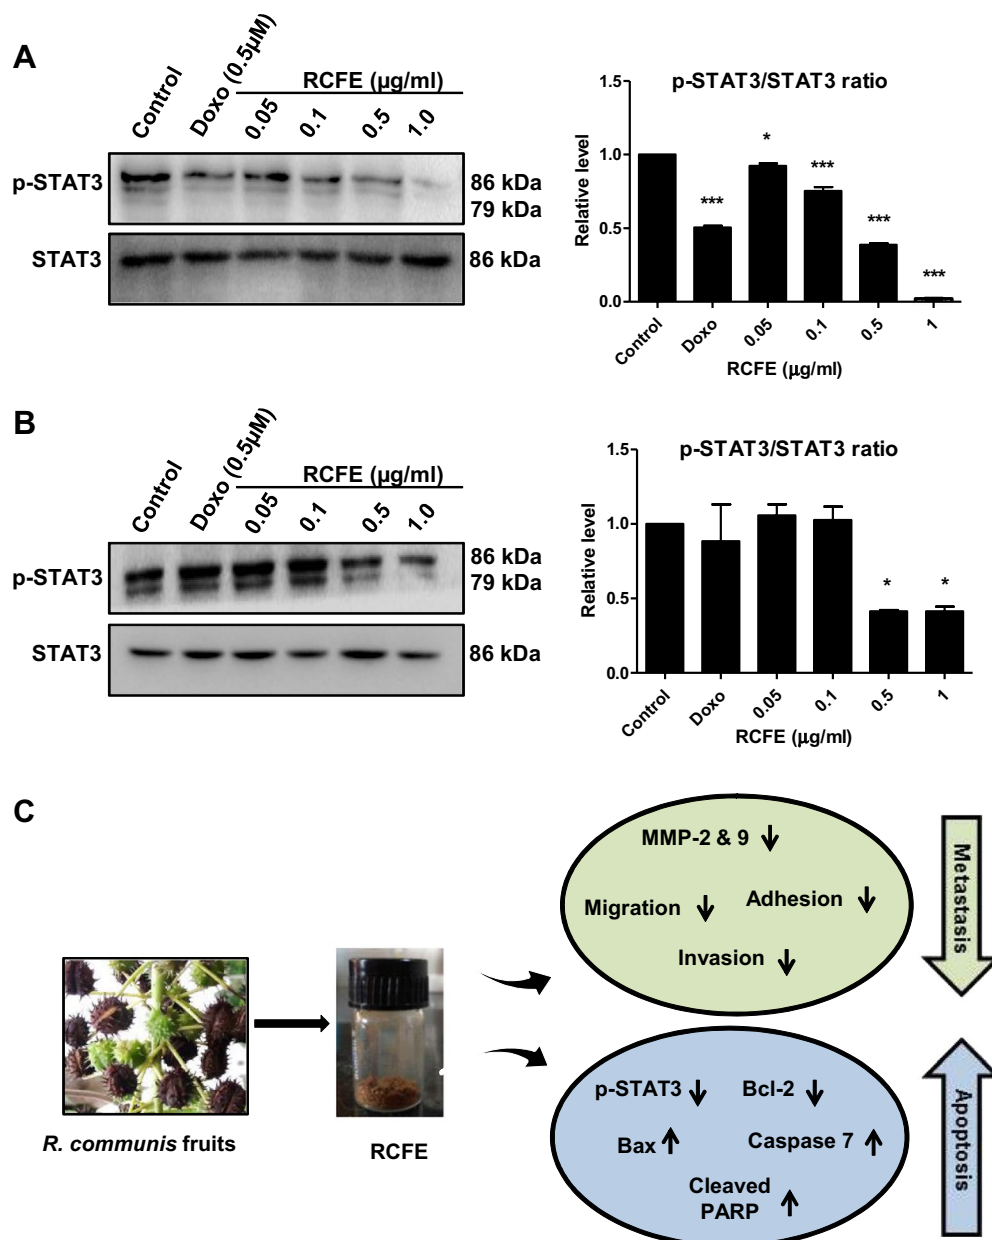 A
Control
Doxo (0.5µM)
RCFE (µg/ml)
0.05
0.1
0.5
1.0
p-STAT3
86 kDa
79 kDa
STAT3
86 kDa
p-STAT3/STAT3 ratio
Relative level
1.5
1.0
0.5
0.0
***
*
***
***
***
Control
Doxo
0.05
0.1
0.5
1
RCFE (µg/ml)
B
Control
Doxo (0.5µM)
RCFE (µg/ml)
0.05
0.1
0.5
1.0
p-STAT3
86 kDa
79 kDa
STAT3
86 kDa
p-STAT3/STAT3 ratio
Relative level
1.5
1.0
0.5
0.0
*
*
Control
Doxo
0.05
0.1
0.5
1
RCFE (µg/ml)
C
R. communis fruits
RCFE
MMP-2 & 9 ↓
Migration ↓
Adhesion ↓
Invasion ↓
Metastasis
p-STAT3 ↓
Bcl-2 ↓
Bax ↑
Caspase 7 ↑
Cleaved
PARP ↑
Apoptosis